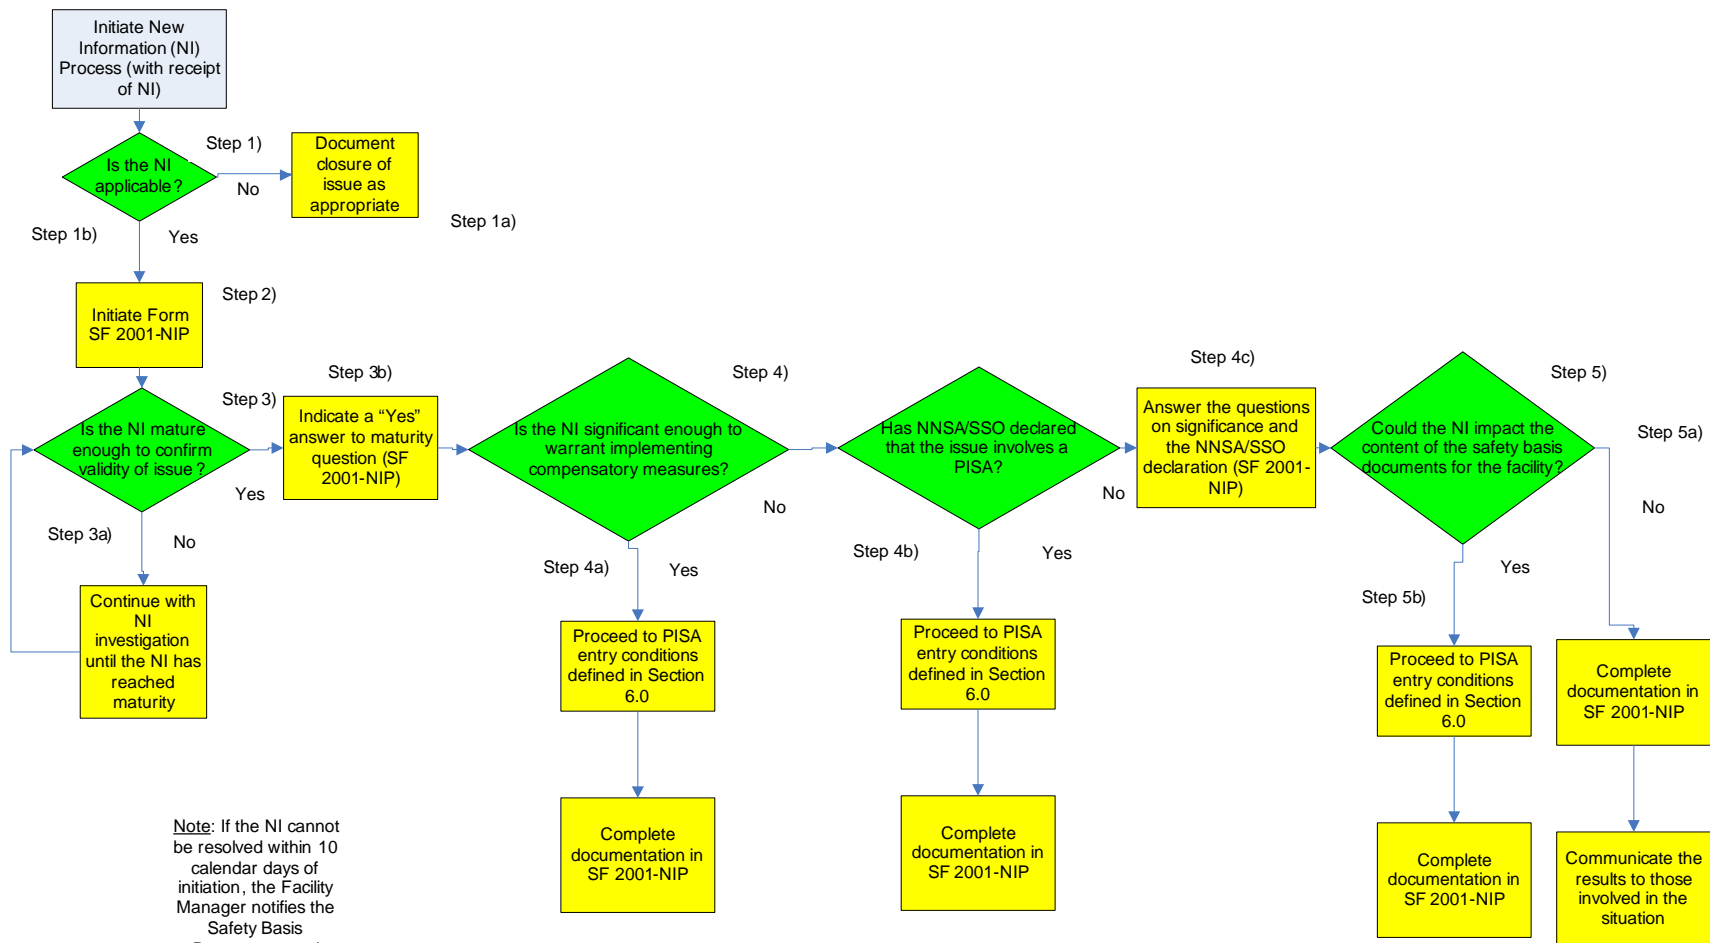 Initiate New
Information (NI)
Process (with receipt
of NI)
Step 1)
Is the NI
applicable?
No
Document
closure of
issue as
appropriate
Step 1a)
Step 1b)
Yes
Step 2)
Initiate Form
SF 2001-NIP
Step 3)
Is the NI mature
enough to confirm
validity of issue?
Yes
Step 3a)
No
Continue with
NI
investigation
until the NI has
reached
maturity
Step 3b)
Indicate a “Yes”
answer to maturity
question (SF
2001-NIP)
Step 4)
Is the NI significant enough to
warrant implementing
compensatory measures?
No
Step 4a)
Yes
Proceed to PISA
entry conditions
defined in Section
6.0
Complete
documentation in
SF 2001-NIP
Has NNSA/SSO declared
that the issue involves a
PISA?
No
Step 4b)
Yes
Proceed to PISA
entry conditions
defined in Section
6.0
Complete
documentation in
SF 2001-NIP
Step 4c)
Answer the questions
on significance and
the NNSA/SSO
declaration (SF 2001-
NIP)
Step 5)
Could the NI impact the
content of the safety basis
documents for the facility?
Step 5a)
No
Complete
documentation in
SF 2001-NIP
Communicate the
results to those
involved in the
situation
Step 5b)
Yes
Proceed to PISA
entry conditions
defined in Section
6.0
Complete
documentation in
SF 2001-NIP
Note: If the NI cannot
be resolved within 10
calendar days of
initiation, the Facility
Manager notifies the
Safety Basis